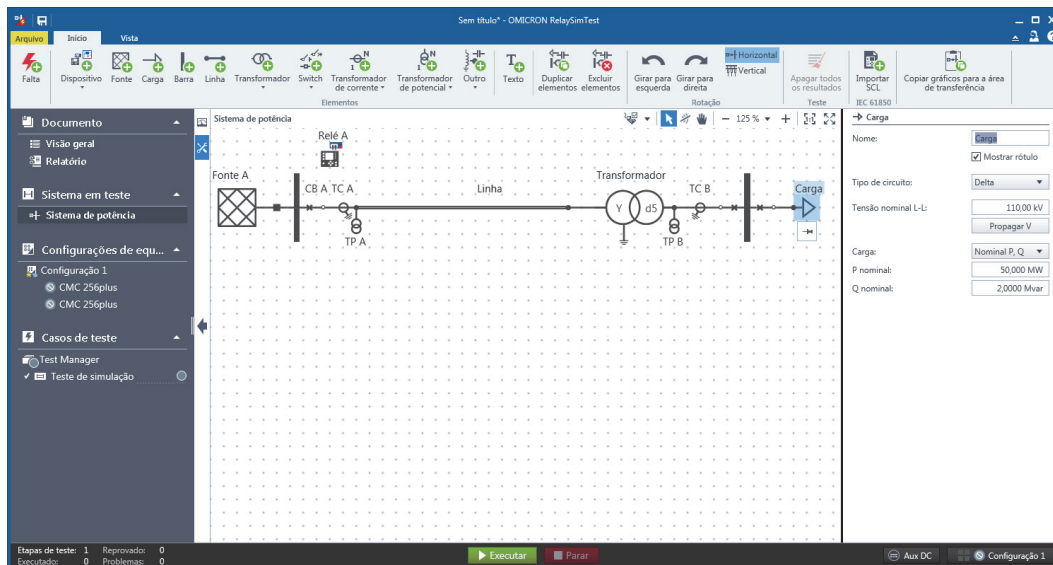 Sem título* - OMICRON RelaySimTest
Arquivo Início Vista
Falta Dispositivo Fonte Carga Barra Linha Transformador Switch Transformador de corrente Transformador de potencial Outro Texto Duplicar elementos Excluir elementos Girar para esquerda Girar para direita Horizontal Vertical Apagar todos os resultados Importar SCL Copiar gráficos para a área de transferência
Elementos Rotação Teste IEC 61850
Documento
Visão geral
Relatório
Sistema em teste
Sistema de potência
Configurações de equ...
Configuração 1
CMC 256plus
CMC 256plus
Casos de teste
Test Manager
Teste de simulação
Sistema de potência
125 %
Relé A
Fonte A
CB A TC A
Linha
Transformador
TC B
Carga
Y d5
TP A
TP B
Carga
Nome: Carga
Mostrar rótulo
Tipo de circuito: Delta
Tensão nominal L-L: 110,00 kV
Propagar V
Carga: Nominal P, Q
P nominal: 50,000 MW
Q nominal: 2,0000 Mvar
Etapas de teste: 1 Reprovado: 0
Executado: 0 Problemas: 0
Executar
Parar
Aux DC
Configuração 1